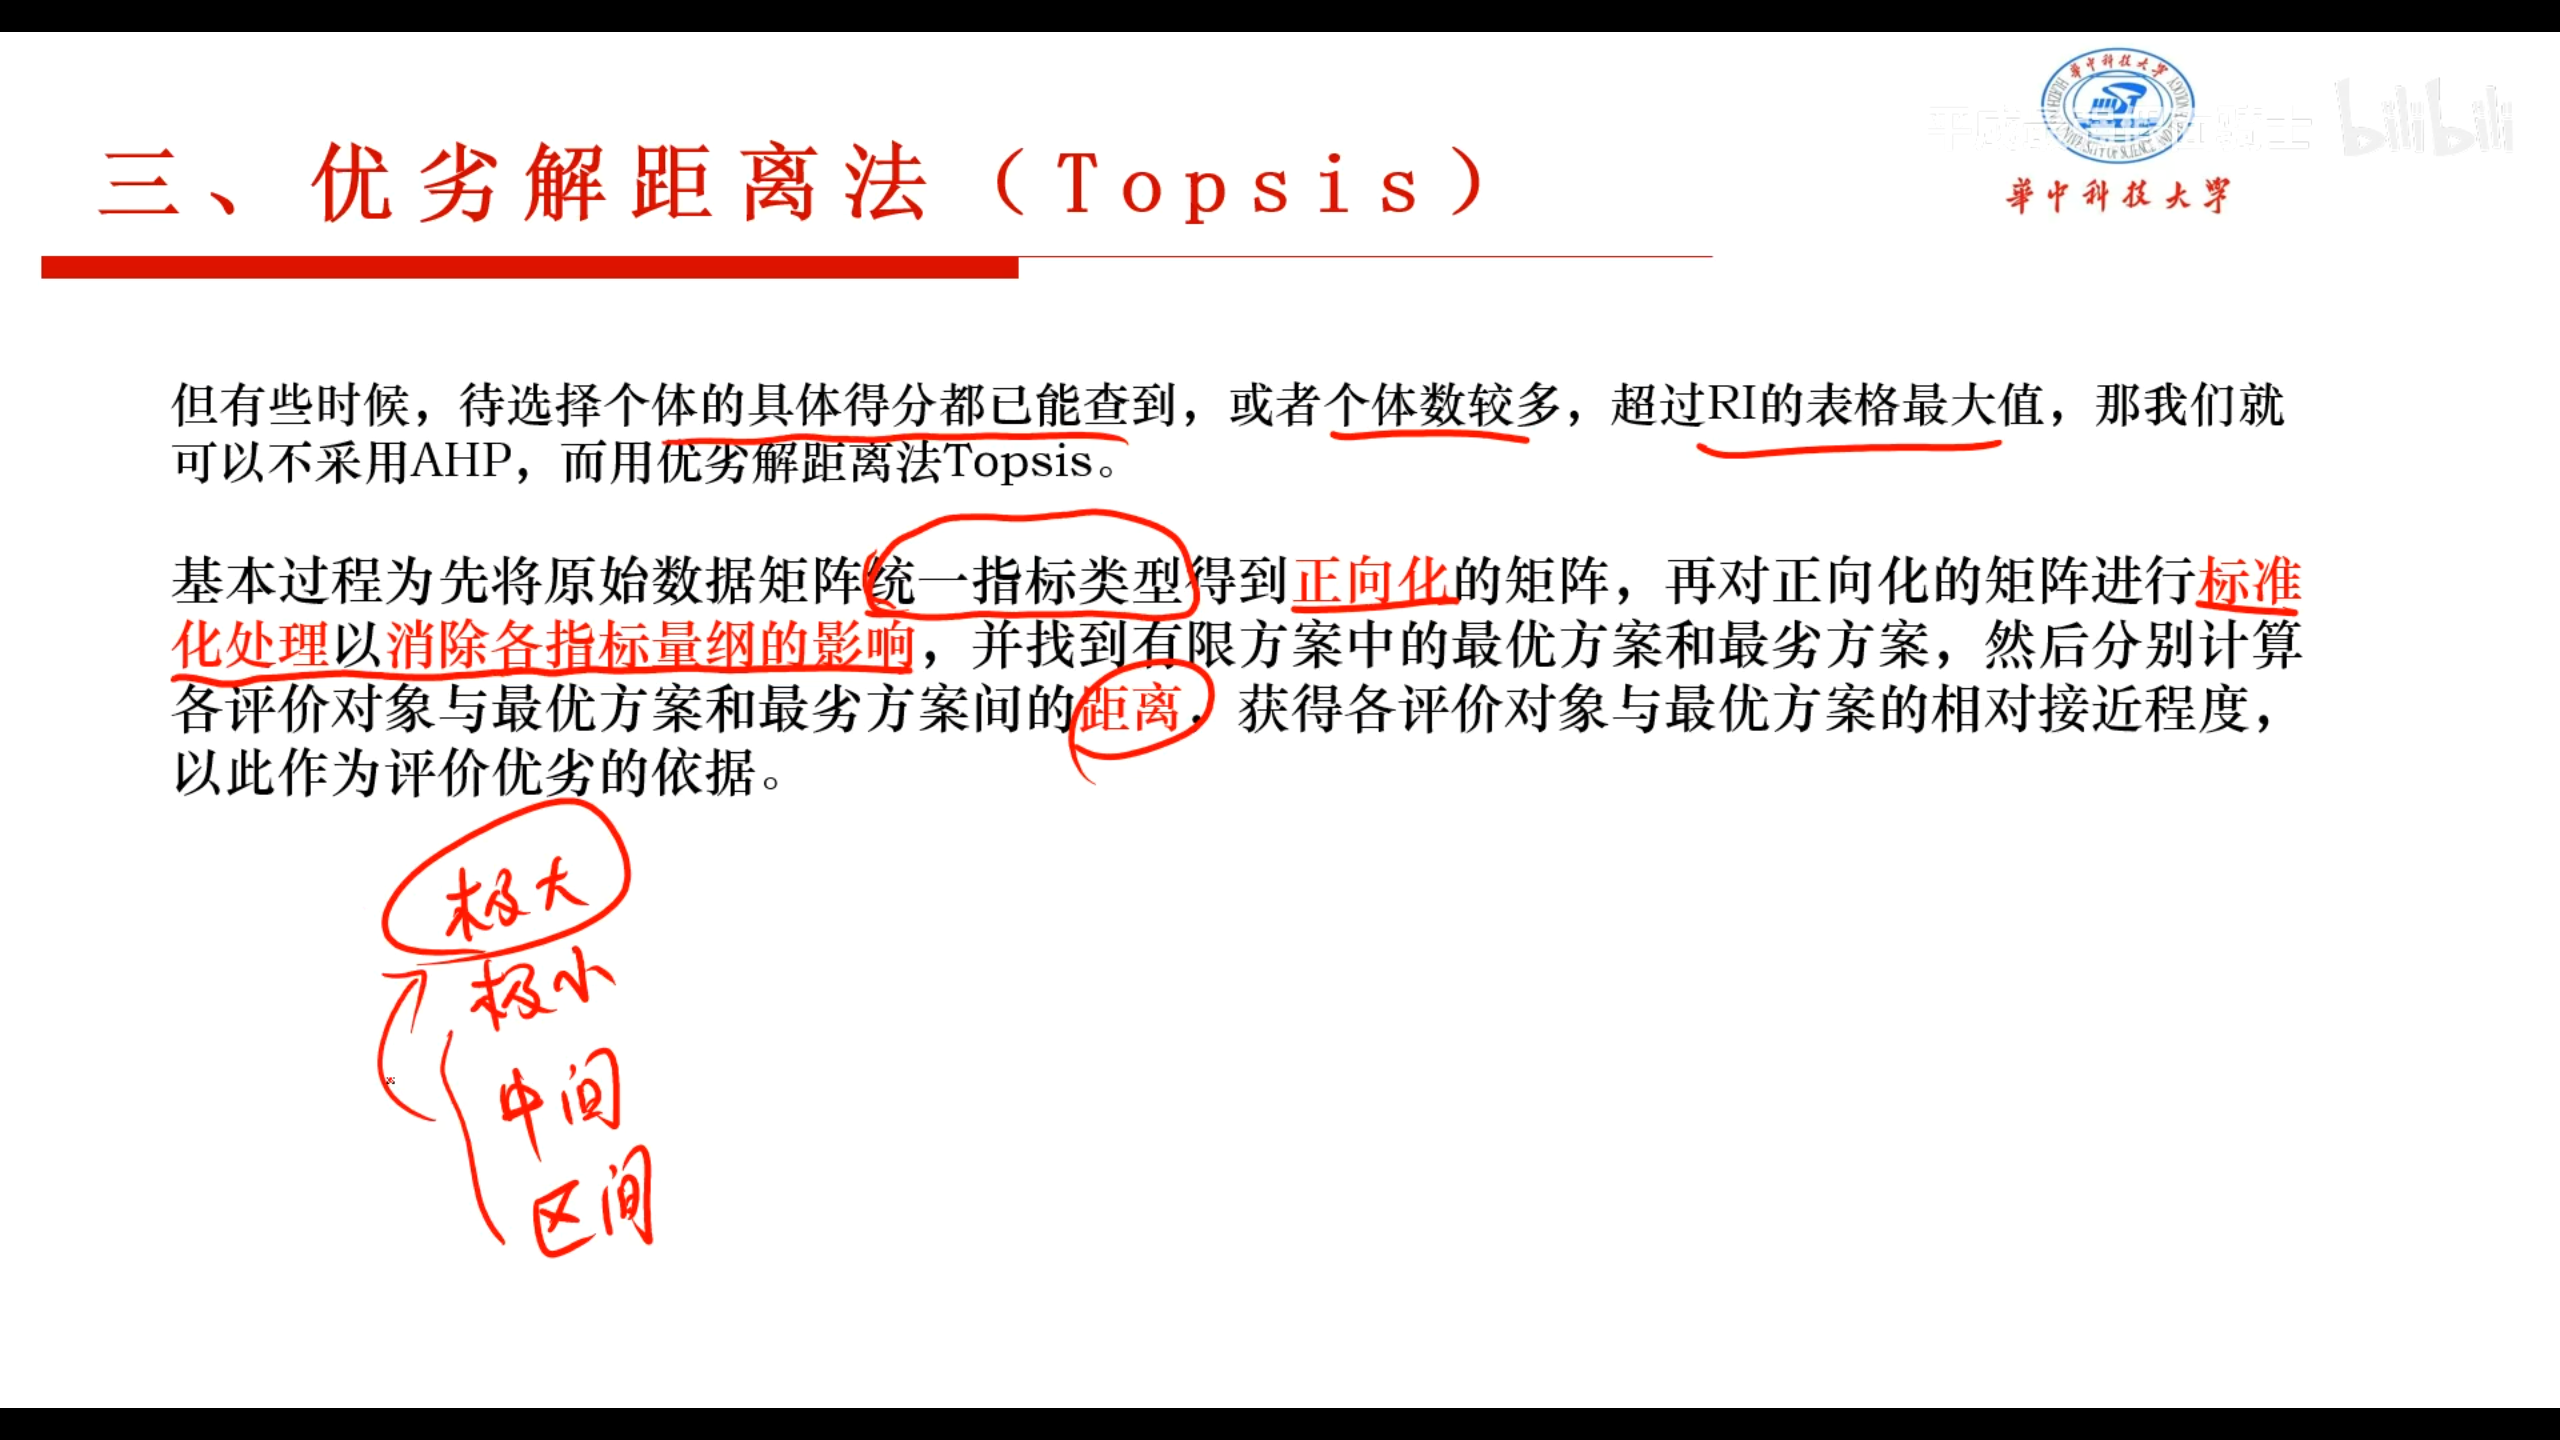 華中科技大学
bilibili
華中科技大学
三、优劣解距离法（Topsis）
但有些时候，待选择个体的具体得分都已能查到，或者个体数较多，超过RI的表格最大值，那我们就
可以不采用AHP，而用优劣解距离法Topsis。
基本过程为先将原始数据矩阵统一指标类型得到正向化的矩阵，再对正向化的矩阵进行标准
化处理以消除各指标量纲的影响，并找到有限方案中的最优方案和最劣方案，然后分别计算
各评价对象与最优方案和最劣方案间的距离，获得各评价对象与最优方案的相对接近程度，
以此作为评价优劣的依据。
极大
极小
中间
区间